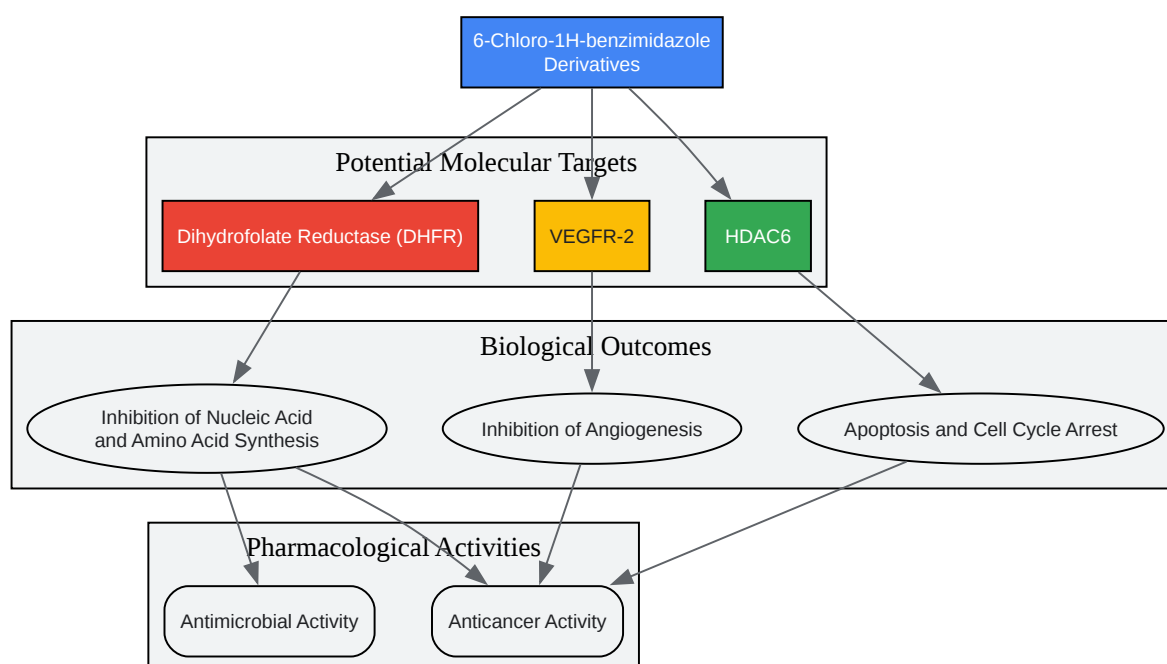 6-Chloro-1H-benzimidazole
Derivatives
Potential Molecular Targets
Dihydrofolate Reductase (DHFR)
VEGFR-2
HDAC6
Biological Outcomes
Inhibition of Nucleic Acid
and Amino Acid Synthesis
Inhibition of Angiogenesis
Apoptosis and Cell Cycle Arrest
Pharmacological Activities
Antimicrobial Activity
Anticancer Activity